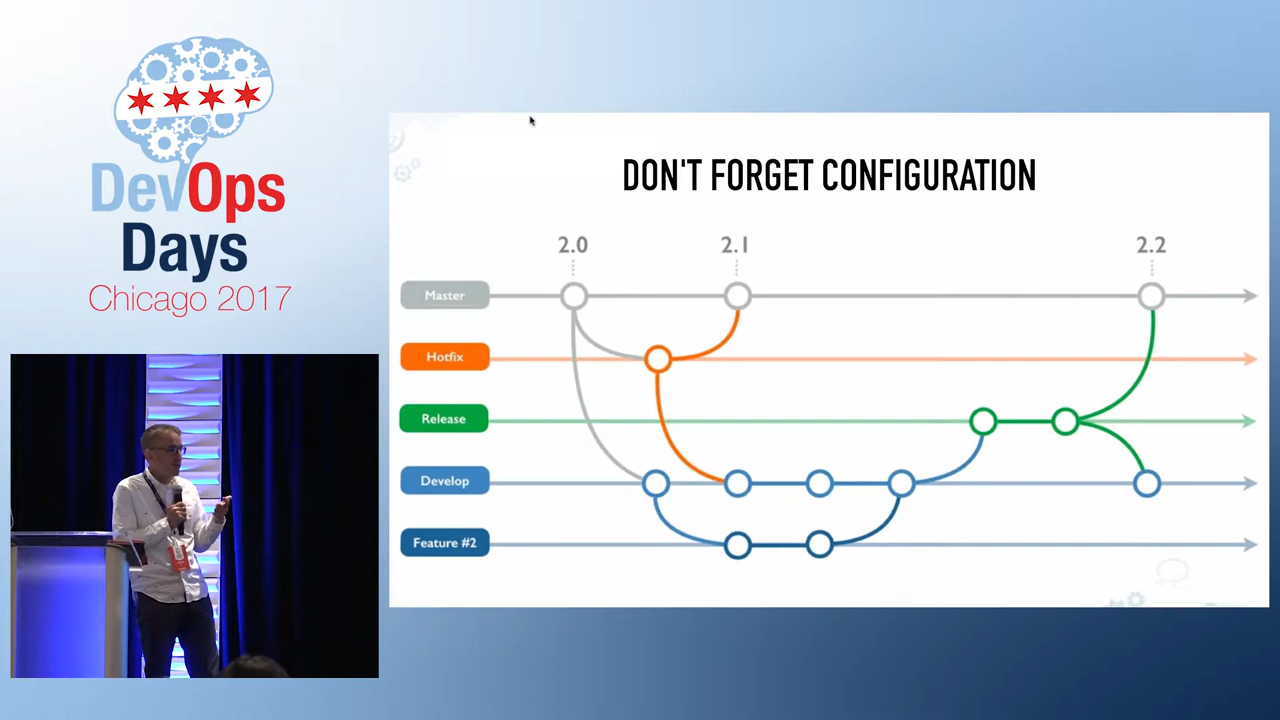 DevOps
Days
Chicago 2017
DON'T FORGET CONFIGURATION
2.0
2.1
2.2
Master
Hotfix
Release
Develop
Feature #2